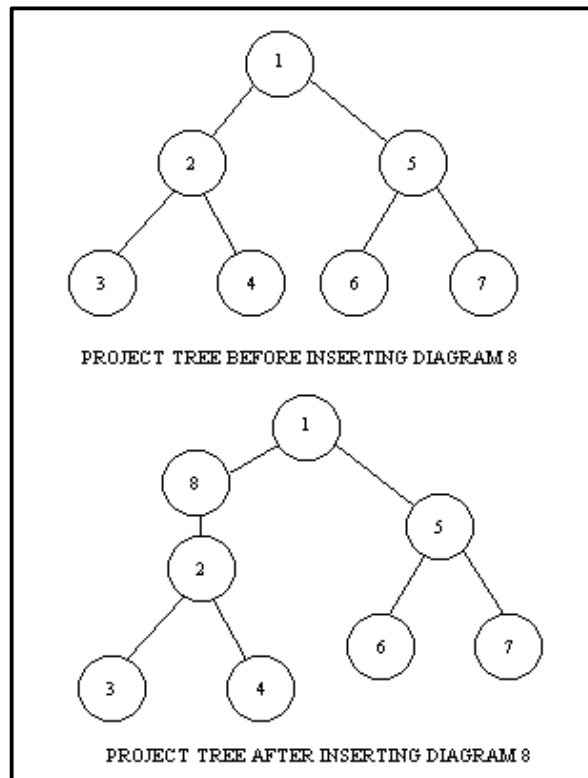 1
2 5
3 4 6 7
PROJECT TREE BEFORE INSERTING DIAGRAM 8
1
8
5
2
6 7
3 4
PROJECT TREE AFTER INSERTING DIAGRAM 8